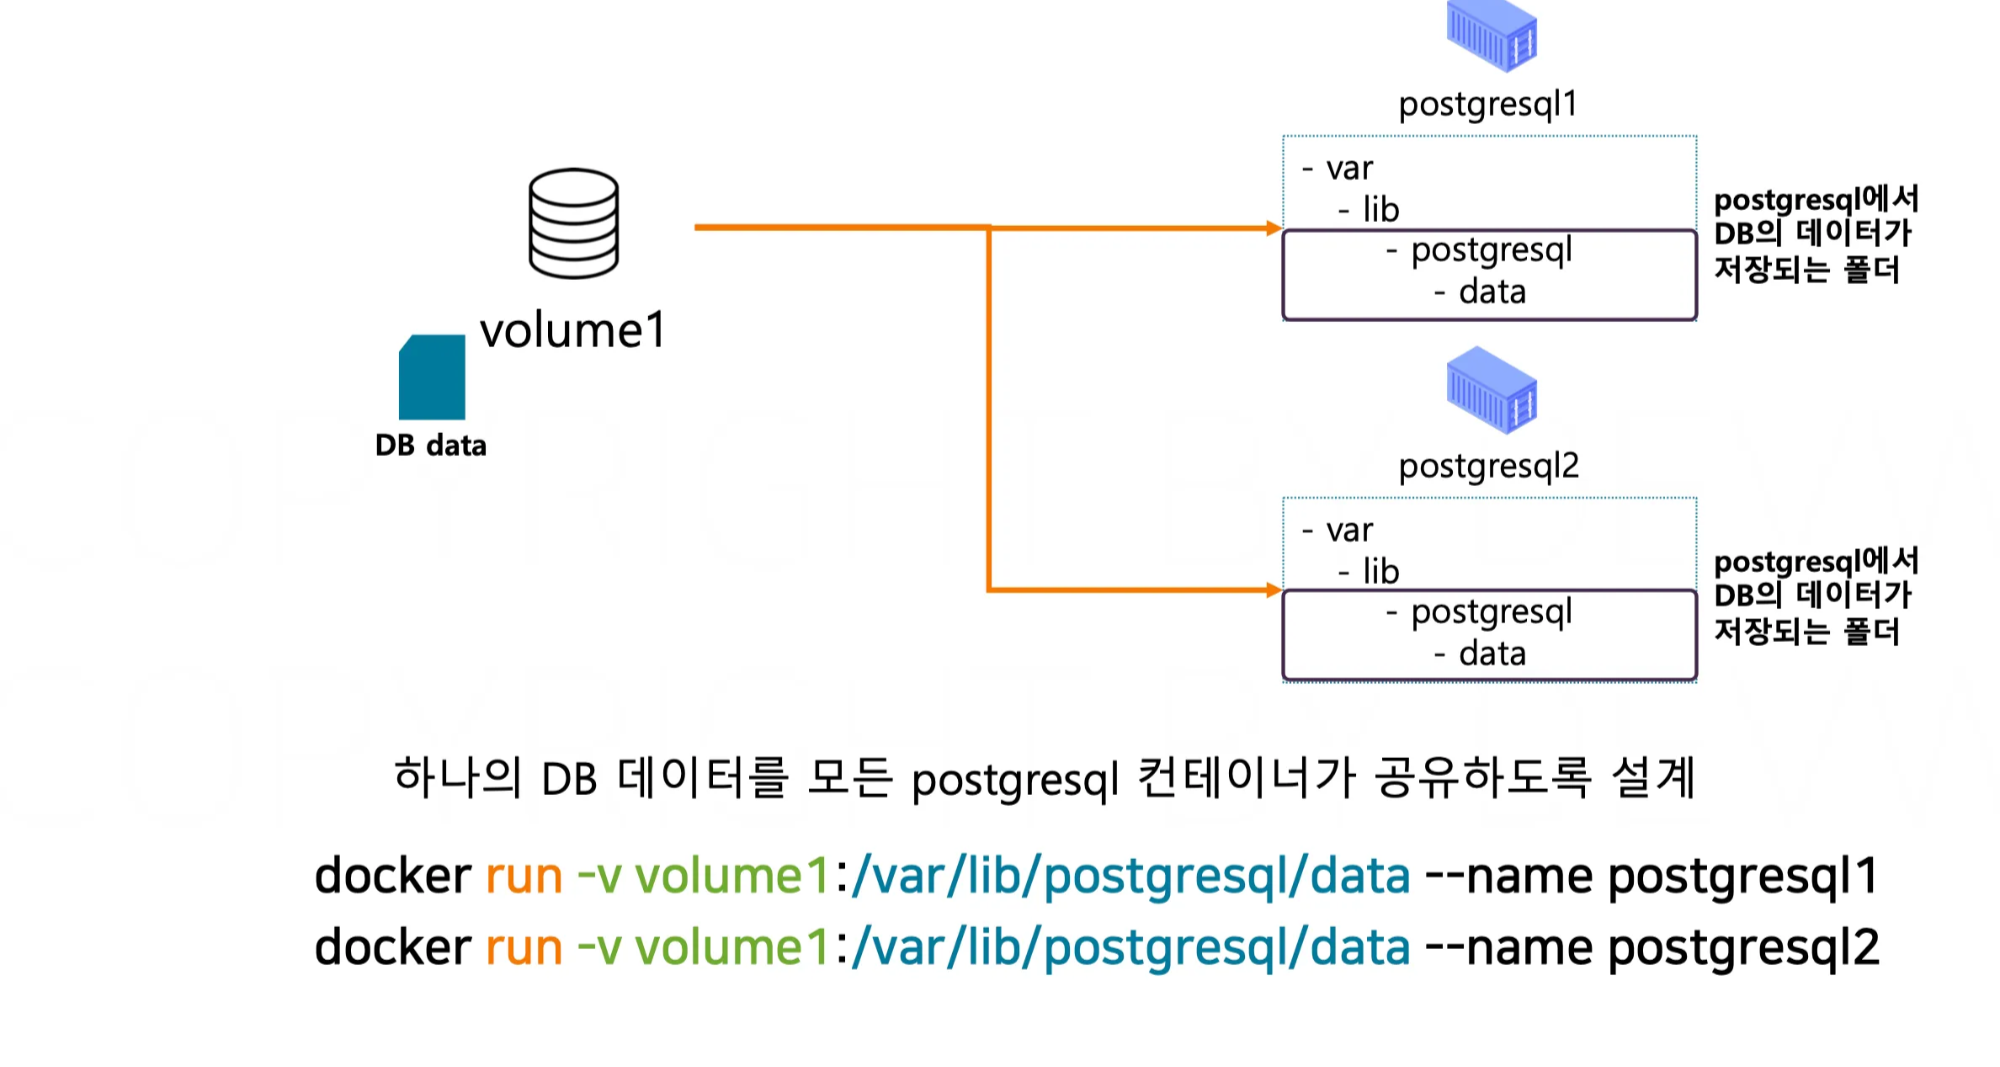 postgresql1
- var
- lib
- postgresql
- data
postgresql에서
DB의 데이터가
저장되는 폴더
volume1
DB data
postgresql2
- var
- lib
- postgresql
- data
postgresql에서
DB의 데이터가
저장되는 폴더
하나의 DB 데이터를 모든 postgresql 컨테이너가 공유하도록 설계
docker run -v volume1:/var/lib/postgresql/data --name postgresql1
docker run -v volume1:/var/lib/postgresql/data --name postgresql2